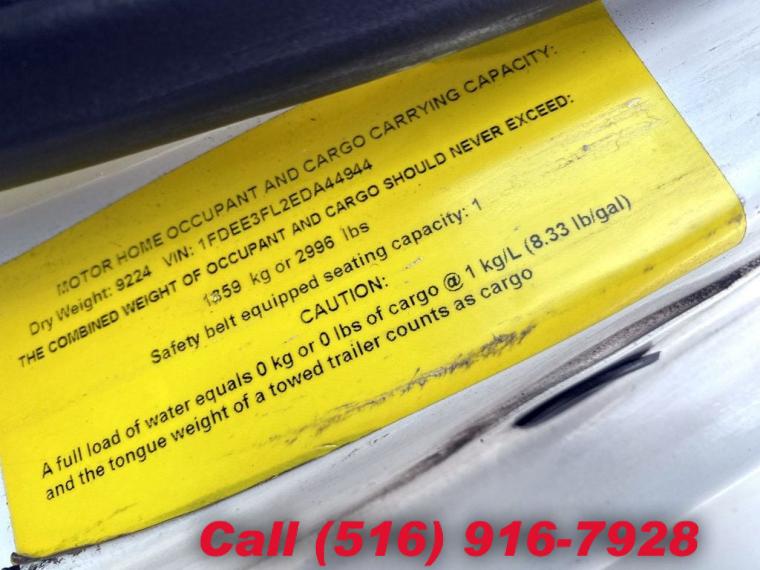 MOTOR HOME OCCUPANT AND CARGO CARRYING CAPACITY:
Dry Weight: 9224 VIN: 1FDEE3FL2EDA44944
THE COMBINED WEIGHT OF OCCUPANT AND CARGO SHOULD NEVER EXCEED:
1359 kg or 2996 lbs
Safety belt equipped seating capacity: 1
CAUTION:
A full load of water equals 0 kg or 0 lbs of cargo @ 1 kg/L (8.33 lb/gal)
and the tongue weight of a towed trailer counts as cargo
Call (516) 916-7928